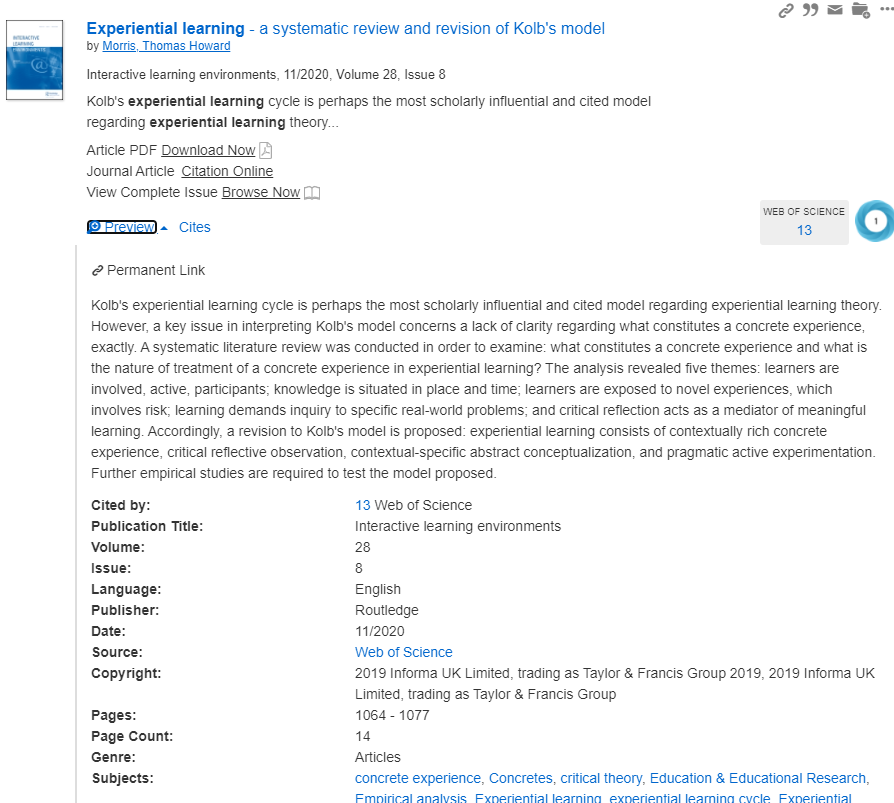 Experiential learning - a systematic review and revision of Kolb's model
by Morris, Thomas Howard
INTERACTIVE
LEARNING
ENVIRONMENTS
Interactive learning environments, 11/2020, Volume 28, Issue 8
Kolb's experiential learning cycle is perhaps the most scholarly influential and cited model
regarding experiential learning theory...
Article PDF Download Now
Journal Article Citation Online
View Complete Issue Browse Now
Preview Cites
WEB OF SCIENCE
13
1
Permanent Link
Kolb's experiential learning cycle is perhaps the most scholarly influential and cited model regarding experiential learning theory.
However, a key issue in interpreting Kolb's model concerns a lack of clarity regarding what constitutes a concrete experience,
exactly. A systematic literature review was conducted in order to examine: what constitutes a concrete experience and what is
the nature of treatment of a concrete experience in experiential learning? The analysis revealed five themes: learners are
involved, active, participants; knowledge is situated in place and time; learners are exposed to novel experiences, which
involves risk; learning demands inquiry to specific real-world problems; and critical reflection acts as a mediator of meaningful
learning. Accordingly, a revision to Kolb's model is proposed: experiential learning consists of contextually rich concrete
experience, critical reflective observation, contextual-specific abstract conceptualization, and pragmatic active experimentation.
Further empirical studies are required to test the model proposed.
Cited by: 13 Web of Science
Publication Title: Interactive learning environments
Volume: 28
Issue: 8
Language: English
Publisher: Routledge
Date: 11/2020
Source: Web of Science
Copyright: 2019 Informa UK Limited, trading as Taylor & Francis Group 2019, 2019 Informa UK
Limited, trading as Taylor & Francis Group
Pages: 1064 - 1077
Page Count: 14
Genre: Articles
Subjects: concrete experience, Concretes, critical theory, Education & Educational Research,
Empirical analysis, Experiential learning, experiential learning cycle, Experiential